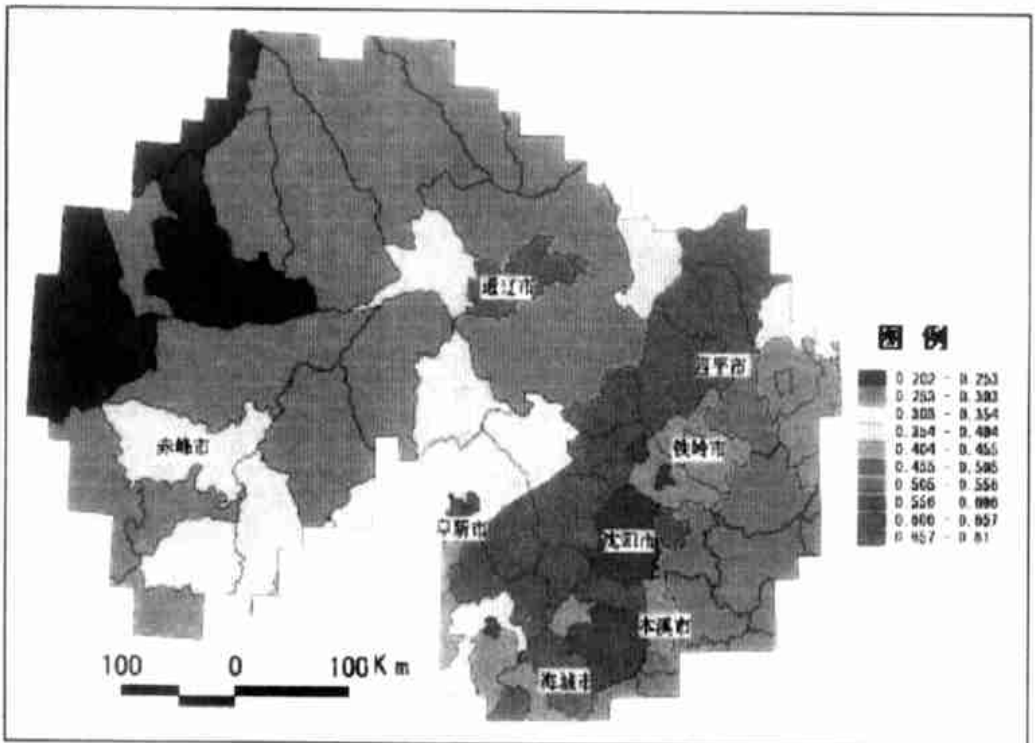 通辽市
四平市
铁岭市
赤峰市
阜新市
沈阳市
本溪市
海城市
100 0 100Km
图 例
0.202 - 0.253
0.253 - 0.303
0.303 - 0.354
0.354 - 0.404
0.404 - 0.455
0.455 - 0.505
0.505 - 0.556
0.556 - 0.606
0.606 - 0.657
0.657 - 0.81